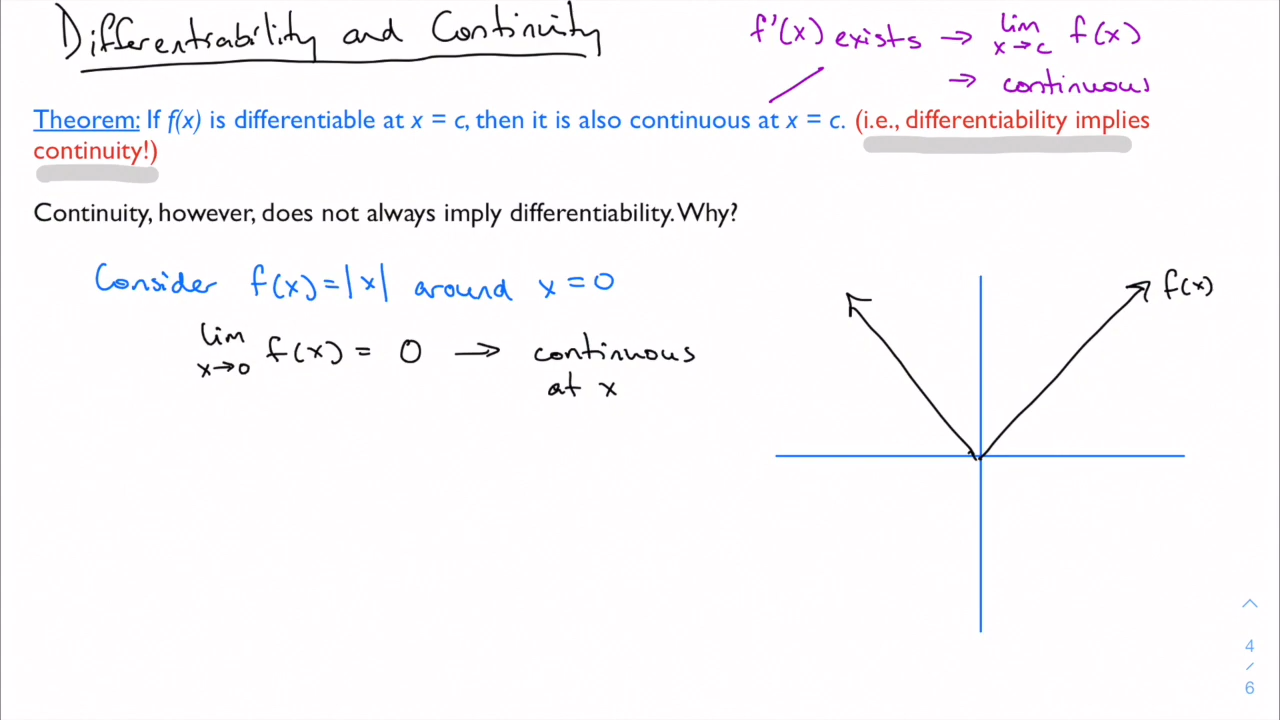 Differentiability and Continuity
f'(x) exists → lim x→c f(x)
→ continuous
Theorem: If f(x) is differentiable at x = c, then it is also continuous at x = c. (i.e., differentiability implies
continuity!)
Continuity, however, does not always imply differentiability. Why?
Consider f(x)=|x| around x=0
lim x→0 f(x) = 0 → continuous
at x
f(x)
4
/
6